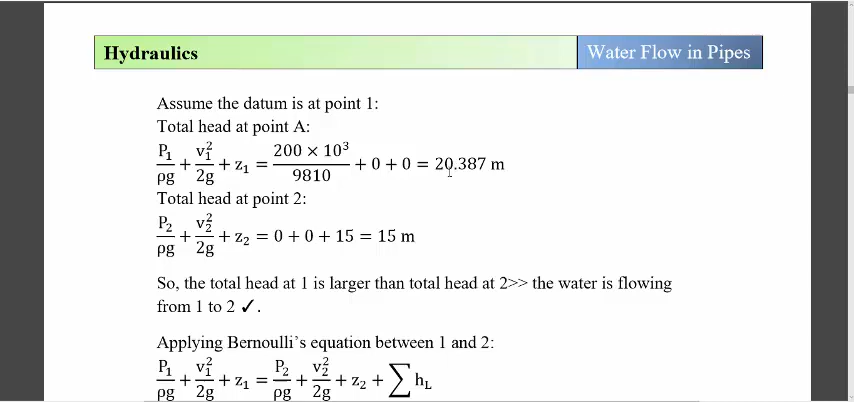 Hydraulics
Water Flow in Pipes
Assume the datum is at point 1:
Total head at point A:
P₁/ρg + v₁²/2g + z₁ = 200 × 10³/9810 + 0 + 0 = 20.387 m
Total head at point 2:
P₂/ρg + v₂²/2g + z₂ = 0 + 0 + 15 = 15 m
So, the total head at 1 is larger than total head at 2>> the water is flowing
from 1 to 2 ✓.
Applying Bernoulli's equation between 1 and 2:
P₁/ρg + v₁²/2g + z₁ = P₂/ρg + v₂²/2g + z₂ + ∑ h_L